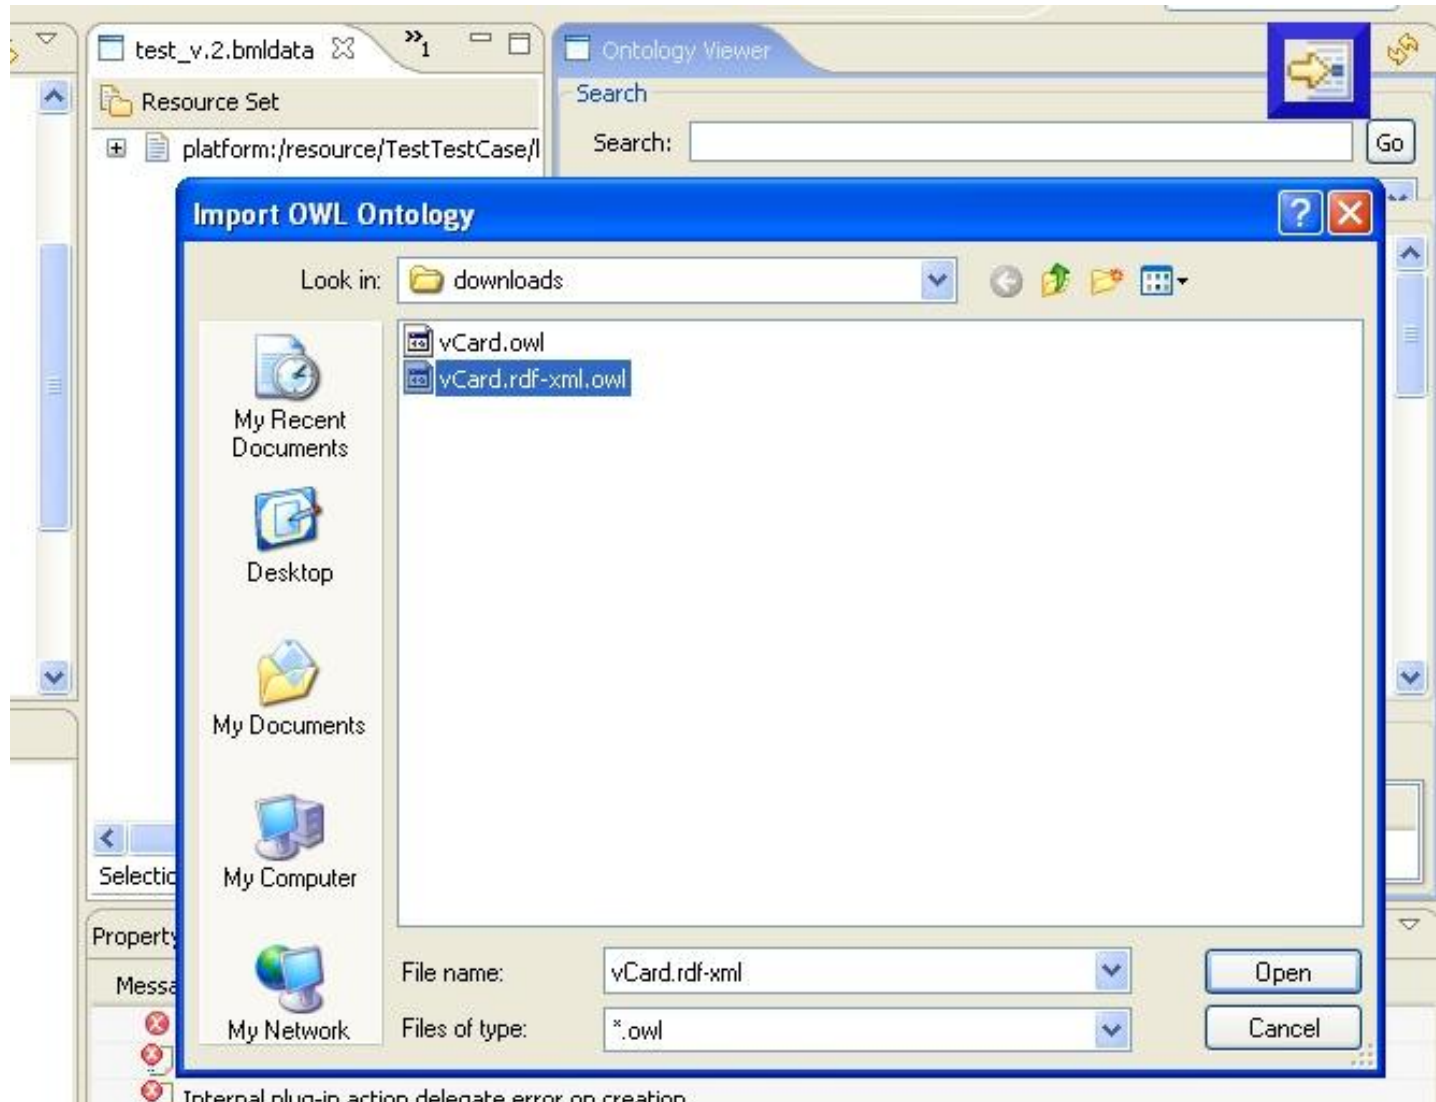 test_v.2.bmldata
»1
Ontology Viewer
Resource Set
Search
platform:/resource/TestTestCase/
Search:
Go
Import OWL Ontology
Look in:
downloads
vCard.owl
vCard.rdf-xml.owl
My Recent
Documents
Desktop
My Documents
My Computer
My Network
File name:
vCard.rdf-xml
Open
Files of type:
*.owl
Cancel
Selectio
Property
Messa
Internal plug-in action delegate error on creation